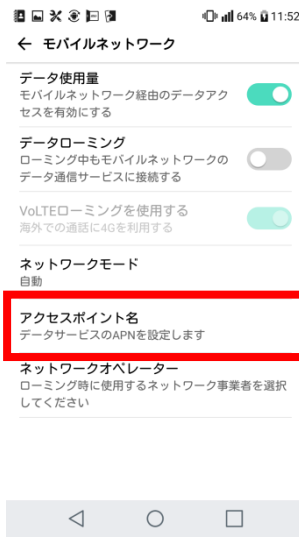 64% 11:52
モバイルネットワーク
データ使用量
モバイルネットワーク経由のデータアク
セスを有効にする
データローミング
ローミング中もモバイルネットワークの
データ通信サービスに接続する
VoLTEローミングを使用する
海外での通話に4Gを利用する
ネットワークモード
自動
アクセスポイント名
データサービスのAPNを設定します
ネットワークオペレーター
ローミング時に使用するネットワーク事業者を選択
してください